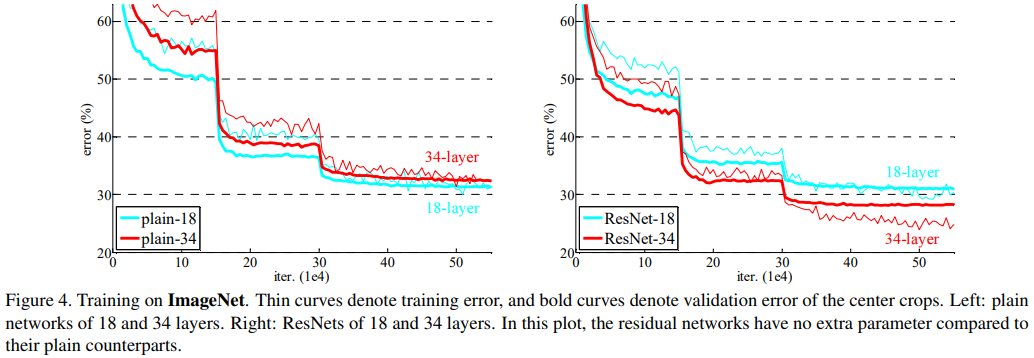 60
50
40
30
20
error (%)
0
10
20
30
40
50
iter. (1e4)
34-layer
18-layer
plain-18
plain-34
60
50
40
30
20
error (%)
0
10
20
30
40
50
iter. (1e4)
18-layer
34-layer
ResNet-18
ResNet-34
Figure 4. Training on ImageNet. Thin curves denote training error, and bold curves denote validation error of the center crops. Left: plain
networks of 18 and 34 layers. Right: ResNets of 18 and 34 layers. In this plot, the residual networks have no extra parameter compared to
their plain counterparts.